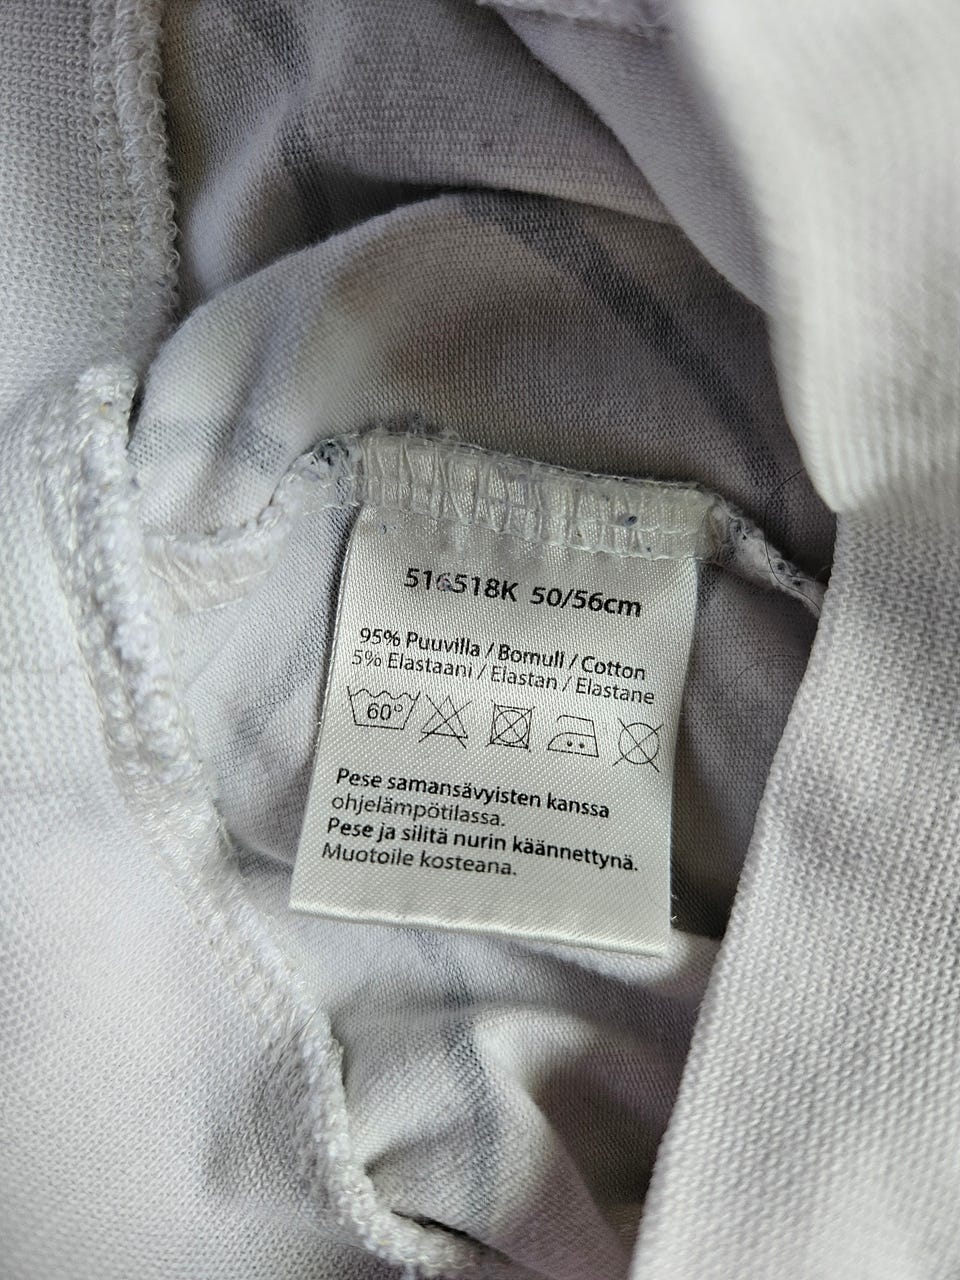 516518K 50/56cm
95% Puuvilla / Bomull / Cotton
5% Elastaani / Elastan / Elastane
60°
Pese samansävyisten kanssa
ohjelämpötilassa.
Pese ja silitä nurin käännettynä.
Muotoile kosteana.